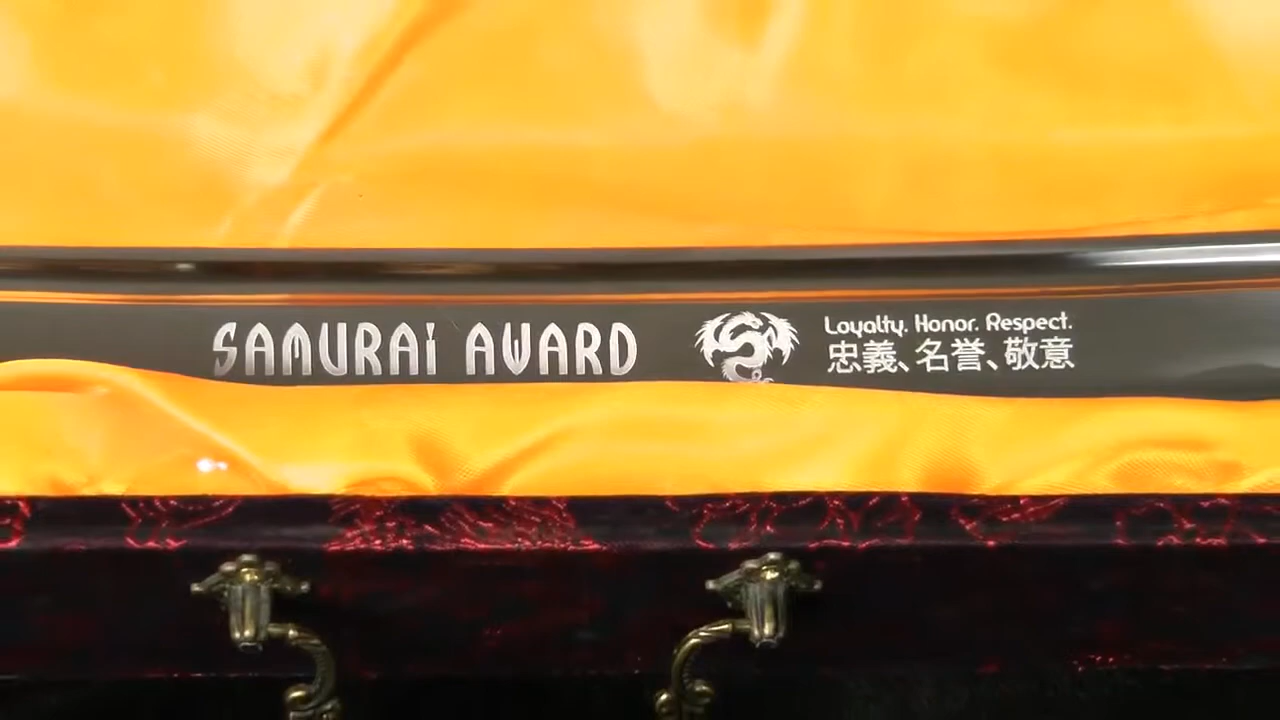 SAMURAi AWARD
Loyalty. Honor. Respect.
忠義、名誉、敬意